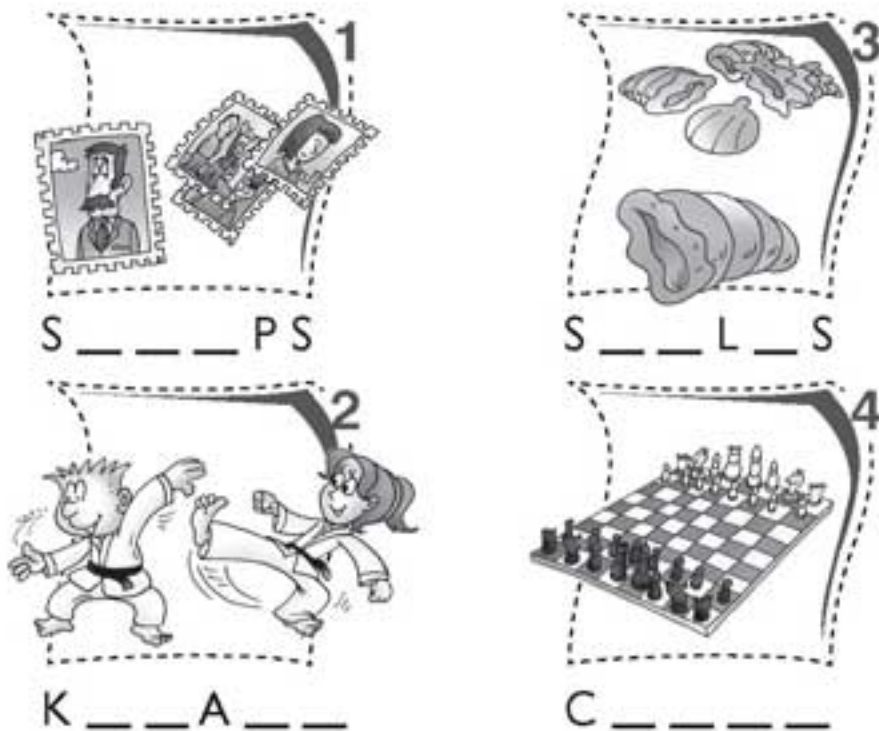 1
S _ _ _ P S
2
K _ _ A _ _
3
S _ _ L _ S
4
C _ _ _ _